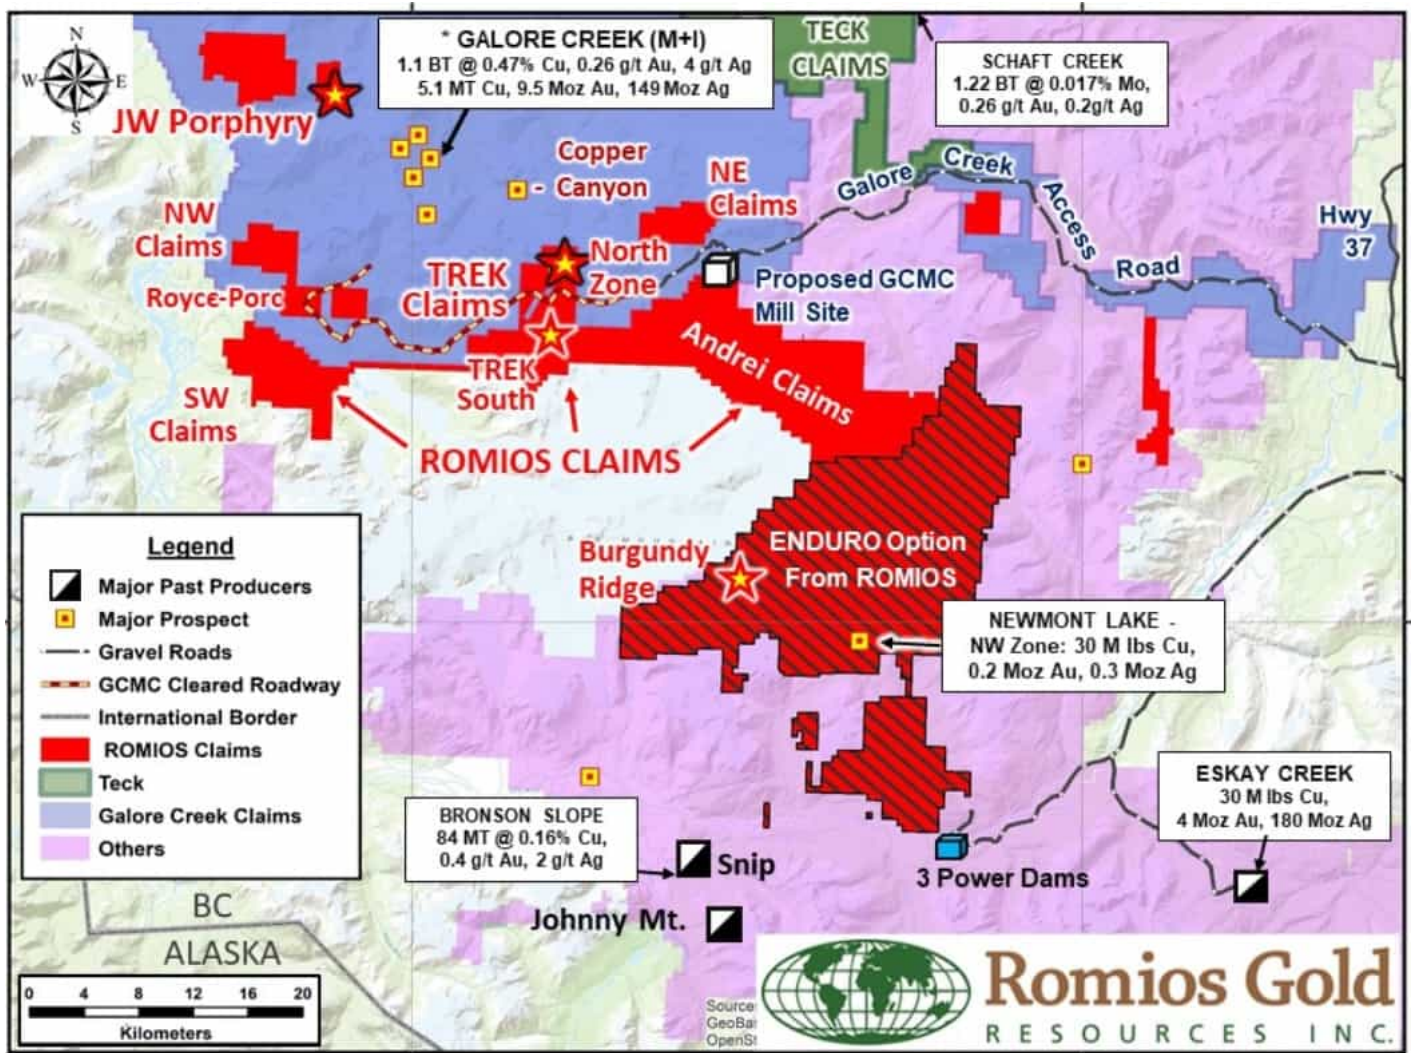 N
W
E
S
* GALORE CREEK (M+I)
1.1 BT @ 0.47% Cu, 0.26 g/t Au, 4 g/t Ag
5.1 MT Cu, 9.5 Moz Au, 149 Moz Ag
TECK
CLAIMS
SCHAFT CREEK
1.22 BT @ 0.017% Mo,
0.26 g/t Au, 0.2g/t Ag
JW Porphyry
Copper
- Canyon
NE
Claims
Galore Creek Access Road
Hwy
37
NW
Claims
North
Zone
TREK
Claims
Royce-Porc
Proposed GCMC
Mill Site
Andrei Claims
TREK
South
SW
Claims
ROMIOS CLAIMS
Burgundy
Ridge
ENDURO Option
From ROMIOS
NEWMONT LAKE -
NW Zone: 30 M lbs Cu,
0.2 Moz Au, 0.3 Moz Ag
Legend
Major Past Producers
Major Prospect
Gravel Roads
GCMC Cleared Roadway
International Border
ROMIOS Claims
Teck
Galore Creek Claims
Others
ESKAY CREEK
30 M lbs Cu,
4 Moz Au, 180 Moz Ag
BRONSON SLOPE
84 MT @ 0.16% Cu,
0.4 g/t Au, 2 g/t Ag
Snip
3 Power Dams
Johnny Mt.
BC
ALASKA
0 4 8 12 16 20
Kilometers
Source
GeoBa
OpenSt
Romios Gold
RESOURCES INC.